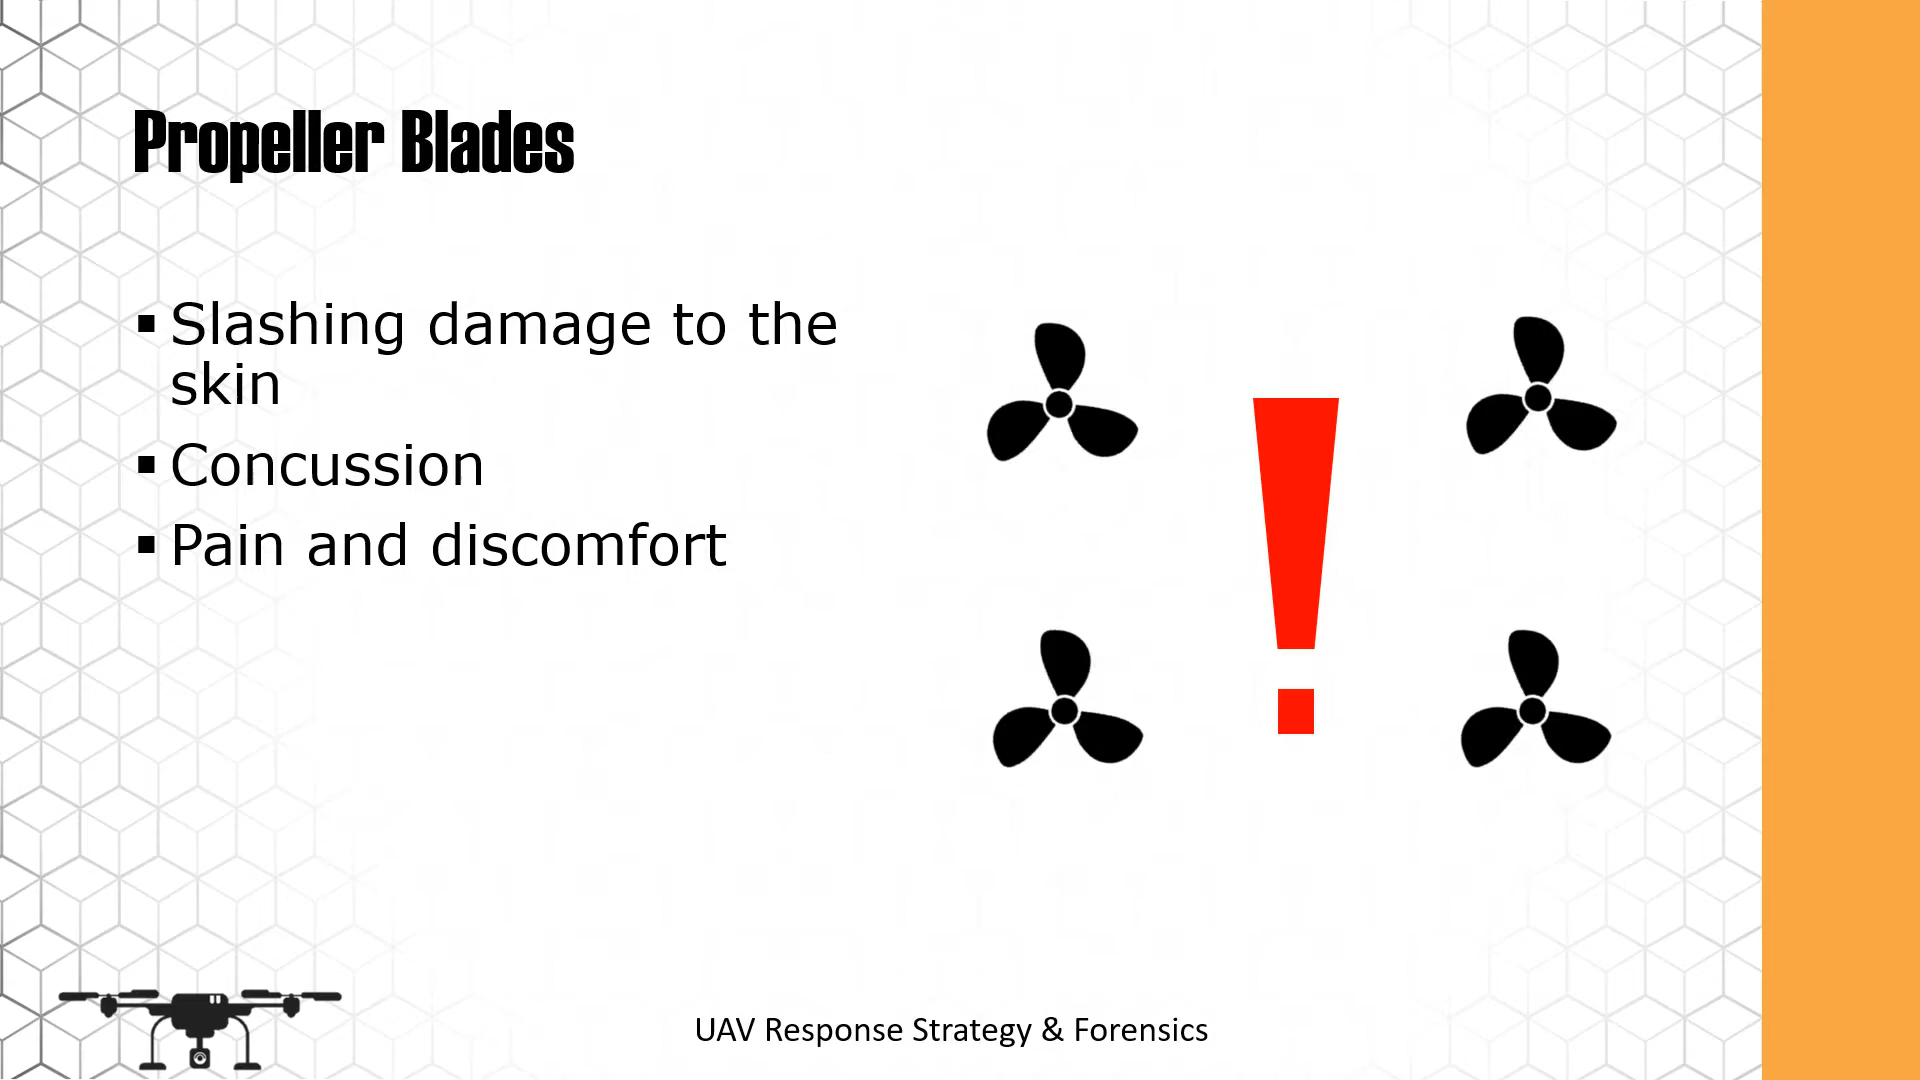 Propeller Blades
▪ Slashing damage to the
skin
▪ Concussion
▪ Pain and discomfort
!
UAV Response Strategy & Forensics